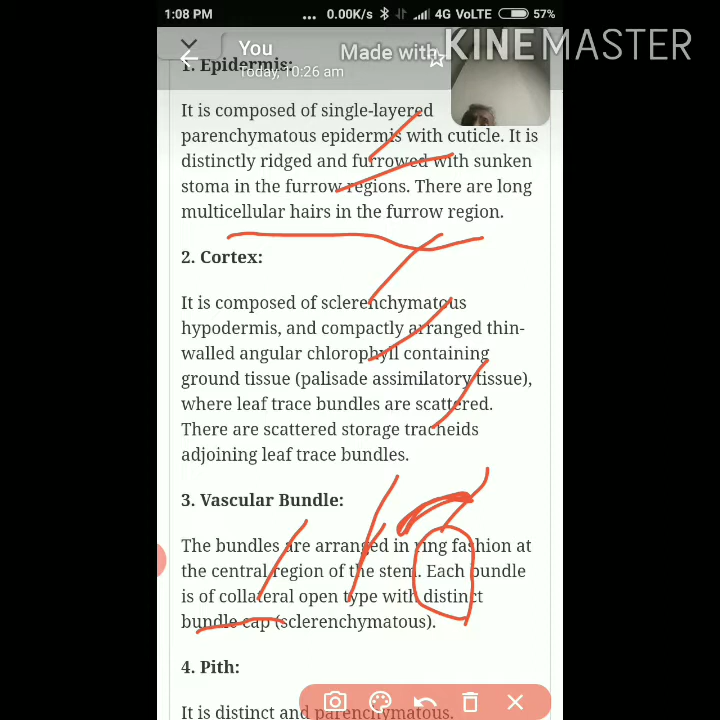 1:08 PM ... 0.00K/s 4G VoLTE 57%
You
Made with KINEMASTER
Today, 10:26 am
1. Epidermis:
It is composed of single-layered
parenchymatous epidermis with cuticle. It is
distinctly ridged and furrowed with sunken
stoma in the furrow regions. There are long
multicellular hairs in the furrow region.
2. Cortex:
It is composed of sclerenchymatous
hypodermis, and compactly arranged thin-
walled angular chlorophyll containing
ground tissue (palisade assimilatory tissue),
where leaf trace bundles are scattered.
There are scattered storage tracheids
adjoining leaf trace bundles.
3. Vascular Bundle:
The bundles are arranged in ring fashion at
the central region of the stem. Each bundle
is of collateral open type with distinct
bundle cap (sclerenchymatous).
4. Pith:
It is distinct and parenchymatous.